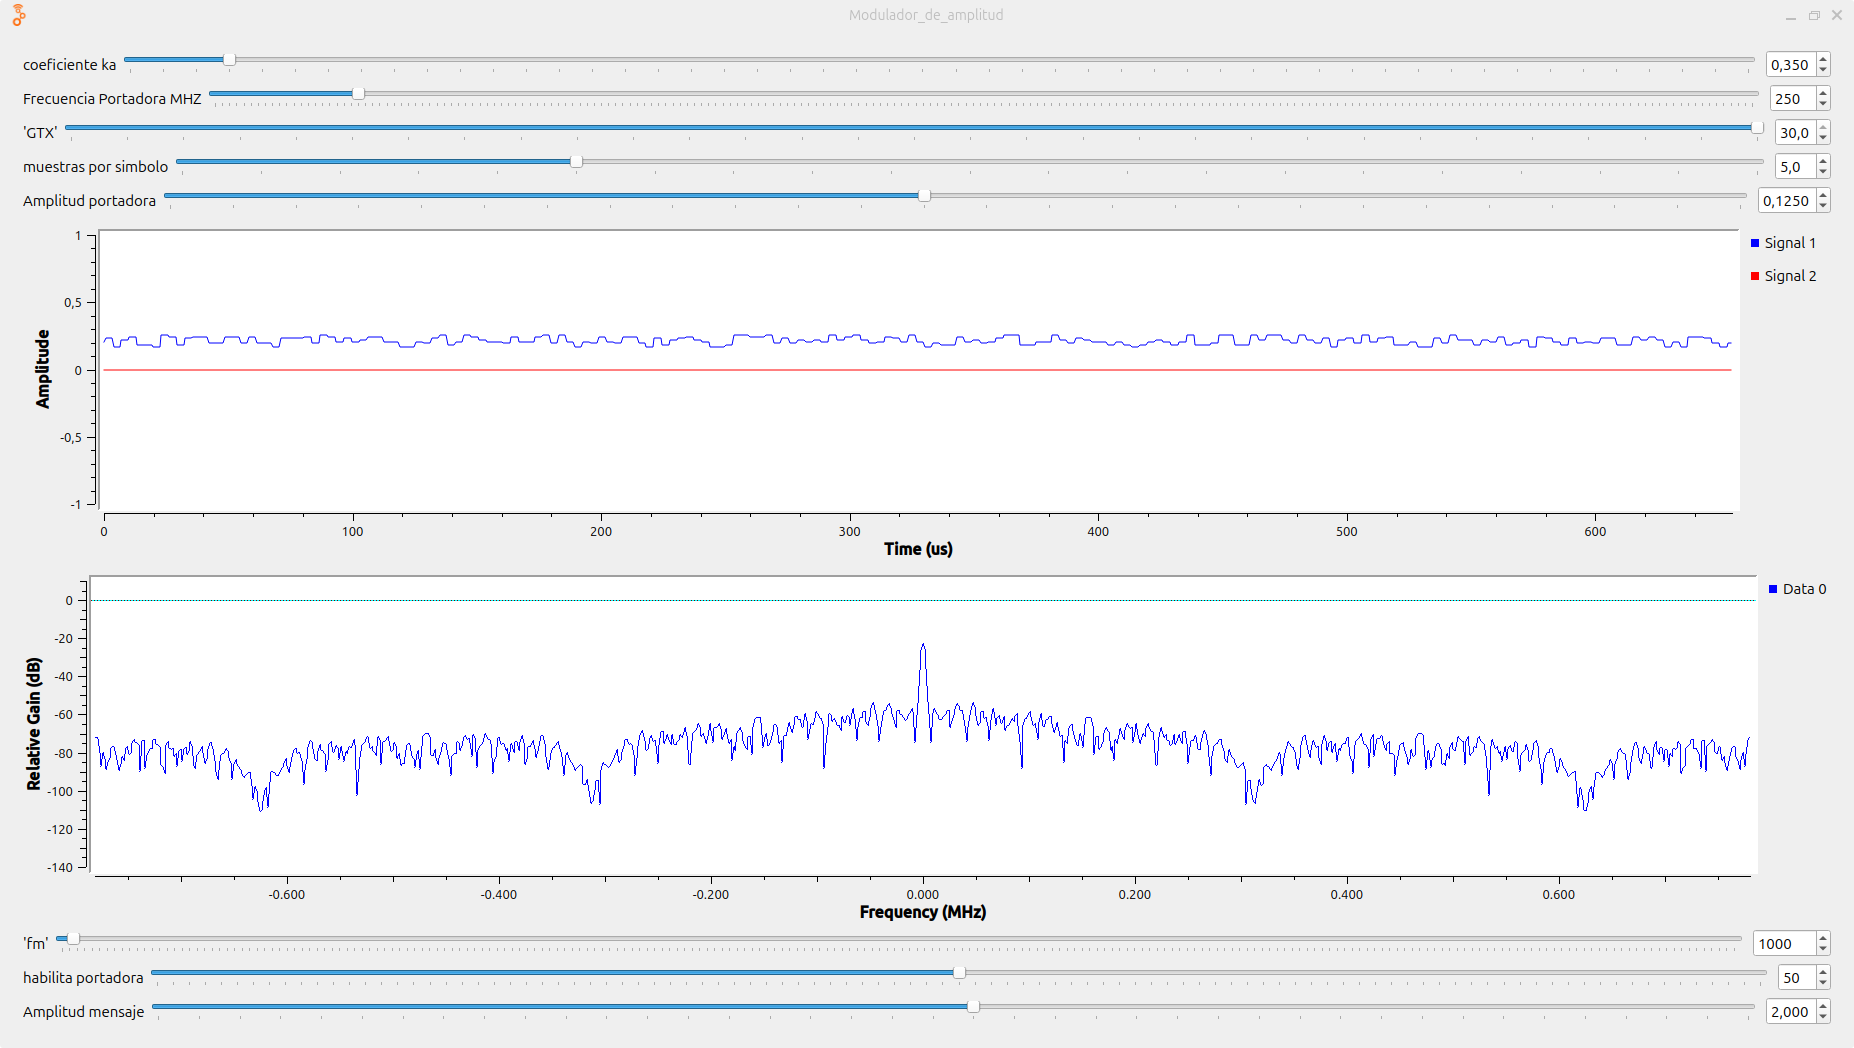 Modulador_de_amplitud
coeficiente ka 0,350
Frecuencia Portadora MHZ 250
'GTX' 30,0
muestras por simbolo 5,0
Amplitud portadora 0,1250
1
0,5
0
-0,5
-1
Amplitude
Signal 1
Signal 2
0 100 200 300 400 500 600
Time (us)
0
-20
-40
-60
-80
-100
-120
-140
Relative Gain (dB)
Data 0
-0.600 -0.400 -0.200 0.000 0.200 0.400 0.600
Frequency (MHz)
'fm' 1000
habilita portadora 50
Amplitud mensaje 2,000